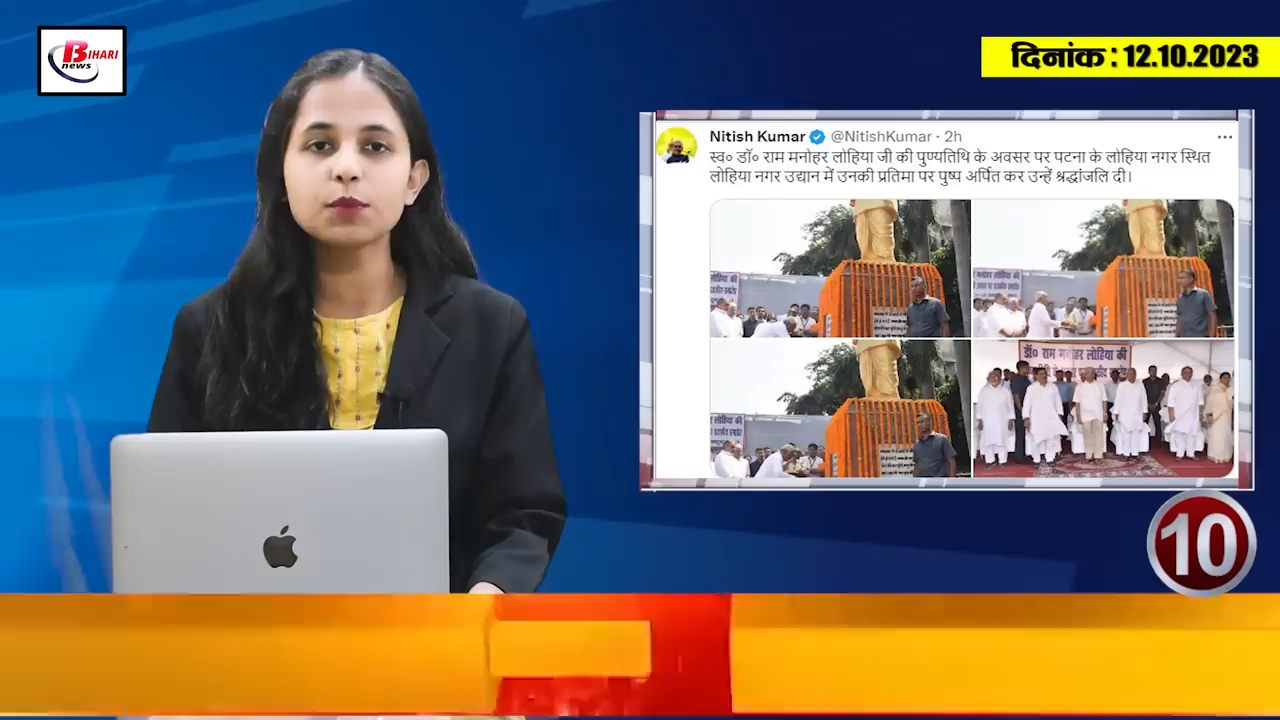 BIHARI
news
दिनांक : 12.10.2023
Nitish Kumar @NitishKumar · 2h
स्व० डॉ० राम मनोहर लोहिया जी की पुण्यतिथि के अवसर पर पटना के लोहिया नगर स्थित
लोहिया नगर उद्यान में उनकी प्रतिमा पर पुष्प अर्पित कर उन्हें श्रद्धांजलि दी।
डॉ० राम मनोहर लोहिया की
10